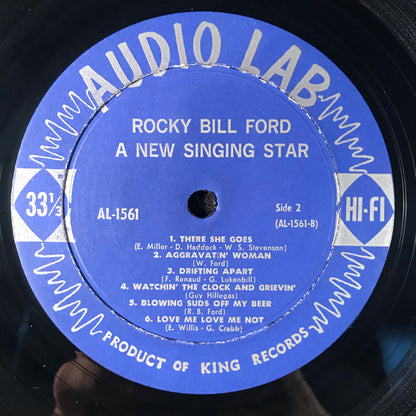 AUDIO LAB
ROCKY BILL FORD
A NEW SINGING STAR
33 1/3
AL-1561
Side 2
(AL-1561-B)
HI-FI
1. THERE SHE GOES
(E. Miller - D. Haddock - W. S. Stevenson)
2. AGGRAVAT:N' WOMAN
(W. Ford)
3. DRIFTING APART
(F. Renaud - G. Lukenbill)
4. WATCHIN' THE CLOCK AND GRIEVIN'
(Guy Hillegas)
5. BLOWING SUDS OFF MY BEER
(R. B. Ford)
6. LOVE ME LOVE ME NOT
(E. Willis - G. Crabb)
PRODUCT OF KING RECORDS